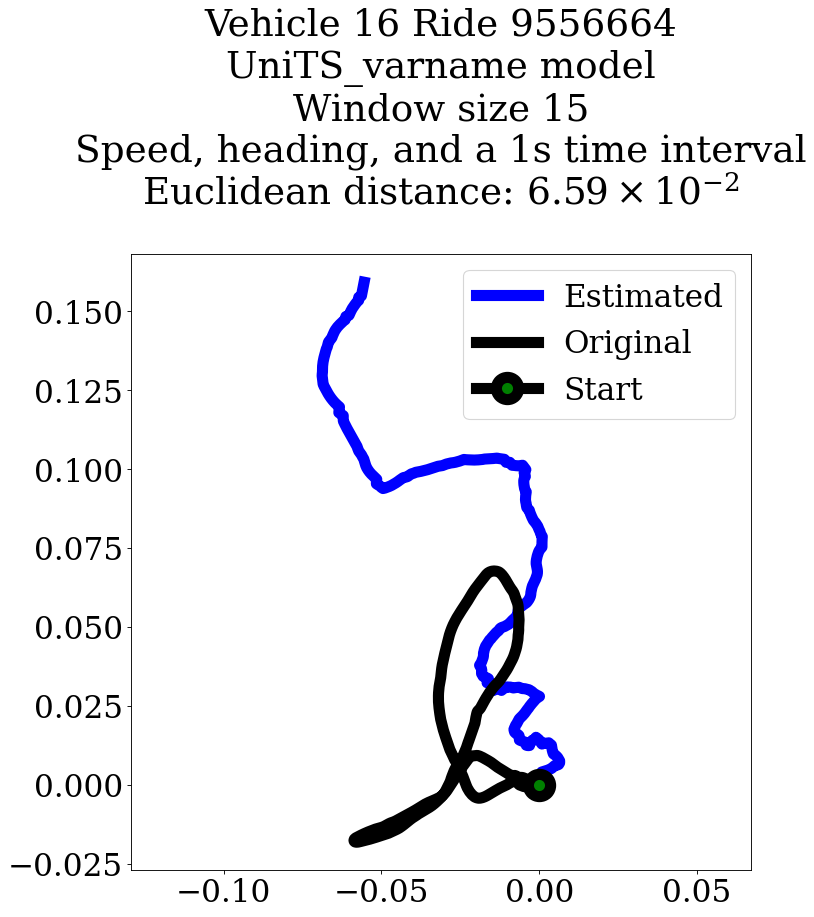 Vehicle 16 Ride 9556664
UniTS_varname model
Window size 15
Speed, heading, and a 1s time interval
Euclidean distance: 6.59 × 10⁻²
Estimated
Original
Start
0.150
0.125
0.100
0.075
0.050
0.025
0.000
−0.025
−0.10 −0.05 0.00 0.05